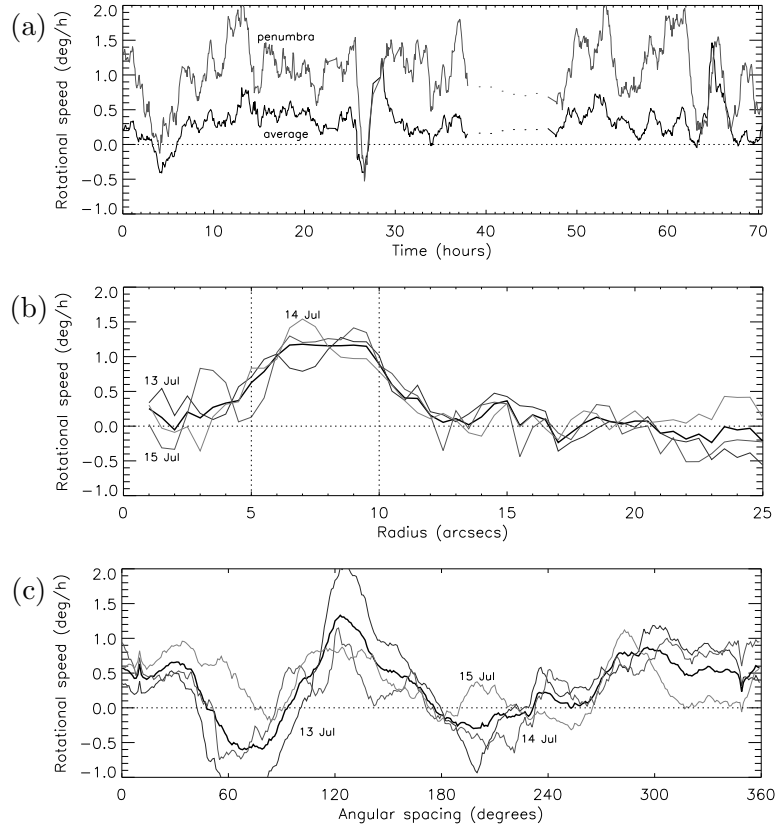 (a)
Rotational speed (deg/h)
2.0
1.5
1.0
0.5
0.0
−0.5
−1.0
penumbra
average
0 10 20 30 40 50 60 70
Time (hours)
(b)
Rotational speed (deg/h)
2.0
1.5
1.0
0.5
0.0
−0.5
−1.0
14 Jul
13 Jul
15 Jul
0 5 10 15 20 25
Radius (arcsecs)
(c)
Rotational speed (deg/h)
2.0
1.5
1.0
0.5
0.0
−0.5
−1.0
15 Jul
13 Jul
14 Jul
0 60 120 180 240 300 360
Angular spacing (degrees)